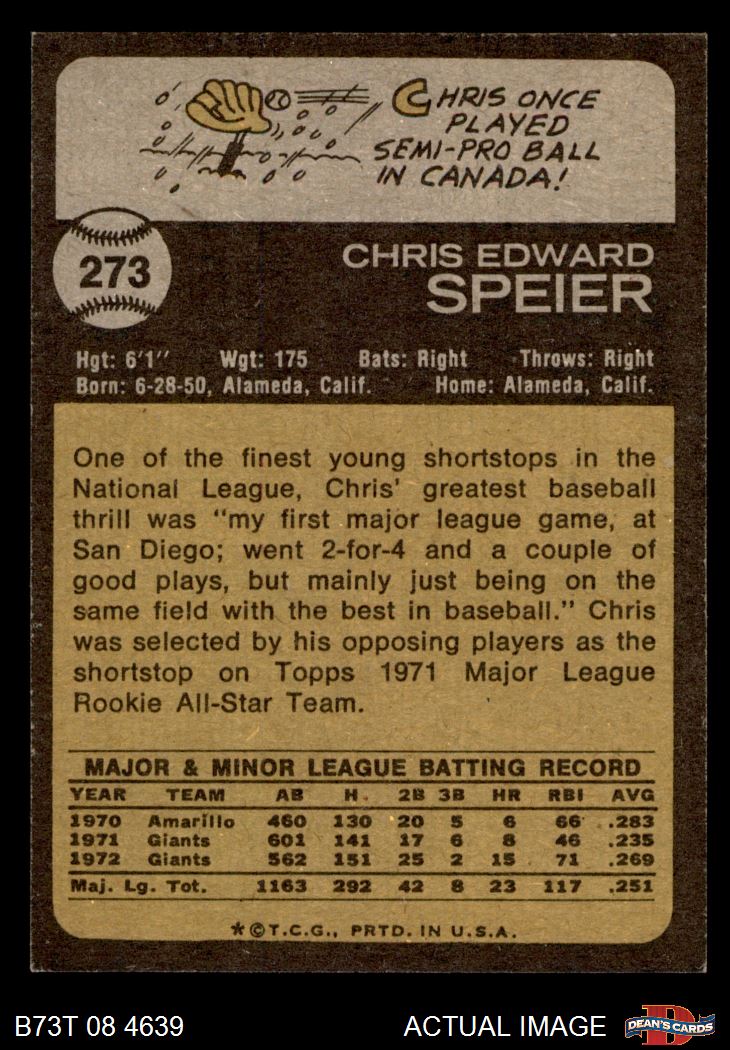 CHRIS ONCE
PLAYED
SEMI-PRO BALL
IN CANADA!
273
CHRIS EDWARD
SPEIER
Hgt: 6'1" Wgt: 175 Bats: Right Throws: Right
Born: 6-28-50, Alameda, Calif. Home: Alameda, Calif.
One of the finest young shortstops in the
National League, Chris' greatest baseball
thrill was "my first major league game, at
San Diego; went 2-for-4 and a couple of
good plays, but mainly just being on the
same field with the best in baseball." Chris
was selected by his opposing players as the
shortstop on Topps 1971 Major League
Rookie All-Star Team.
MAJOR & MINOR LEAGUE BATTING RECORD
YEAR TEAM AB H. 2B 3B HR RBI AVG
1970 Amarillo 460 130 20 5 6 66 .283
1971 Giants 601 141 17 6 8 46 .235
1972 Giants 562 151 25 2 15 71 .269
Maj. Lg. Tot. 1163 292 42 8 23 117 .251
*©T.C.G., PRTD. IN U.S.A.
B73T 08 4639 ACTUAL IMAGE DEAN'S CARDS